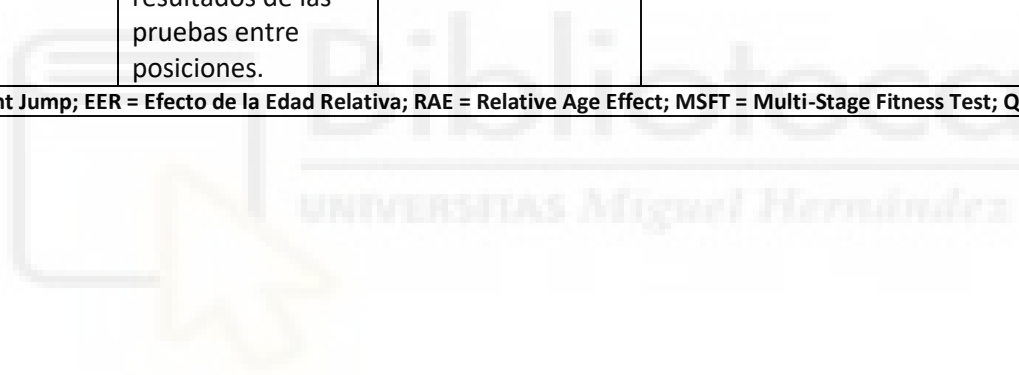 resultados de las
pruebas entre
posiciones.
nt Jump; EER = Efecto de la Edad Relativa; RAE = Relative Age Effect; MSFT = Multi-Stage Fitness Test; Q
Biblioteca
UNIVERSITAS Miguel Hernández